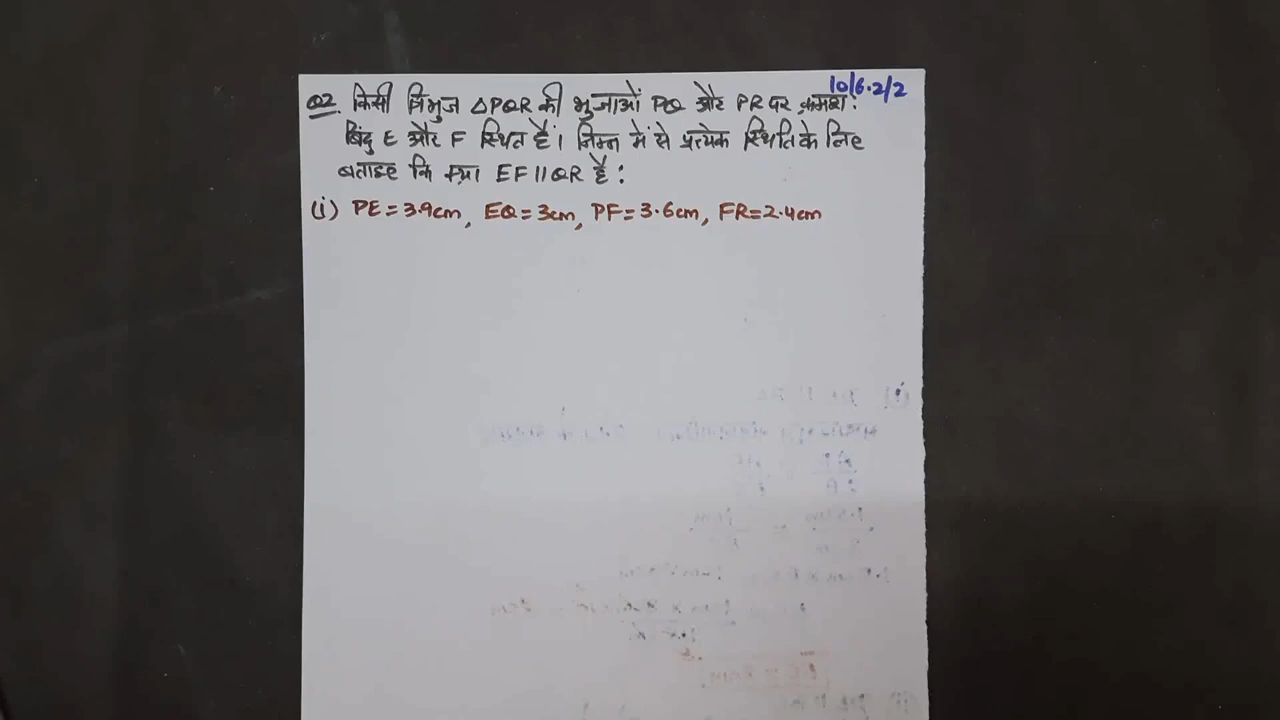 10/6.2/2
Q2. किसी त्रिभुज △PQR की भुजाओं PQ और PR पर क्रमश:
बिंदु E और F स्थित हैं। निम्न में से प्रत्येक स्थिति के लिए
बताइए कि क्या EF || QR है:
(i) PE=3.9cm, EQ=3cm, PF=3.6cm, FR=2.4cm